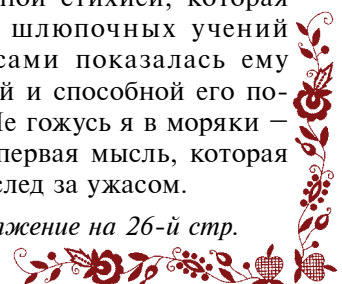 ной стихией, которая
шлюпочных учений
сами показалась ему
й и способной его по-
Не гожусь я в моряки —
первая мысль, которая
след за ужасом.
жение на 26-й стр.